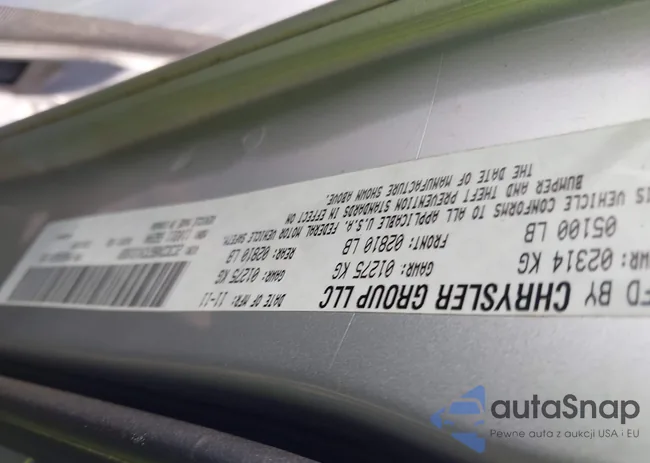 FD BY CHRYSLER GROUP LLC
DATE OF MFR: 11-11
WR: 02314 KG
GAWR: 01275 KG
GAWR: 01275 KG
05100 LB
FRONT: 02810 LB
REAR: 02810 LB
IS VEHICLE CONFORMS TO ALL APPLICABLE U.S.A. FEDERAL MOTOR VEHICLE SAFETY,
BUMPER AND THEFT PREVENTION STANDARDS IN EFFECT ON
THE DATE OF MANUFACTURE SHOWN ABOVE.
autaSnap
Pewne auta z aukcji USA i EU